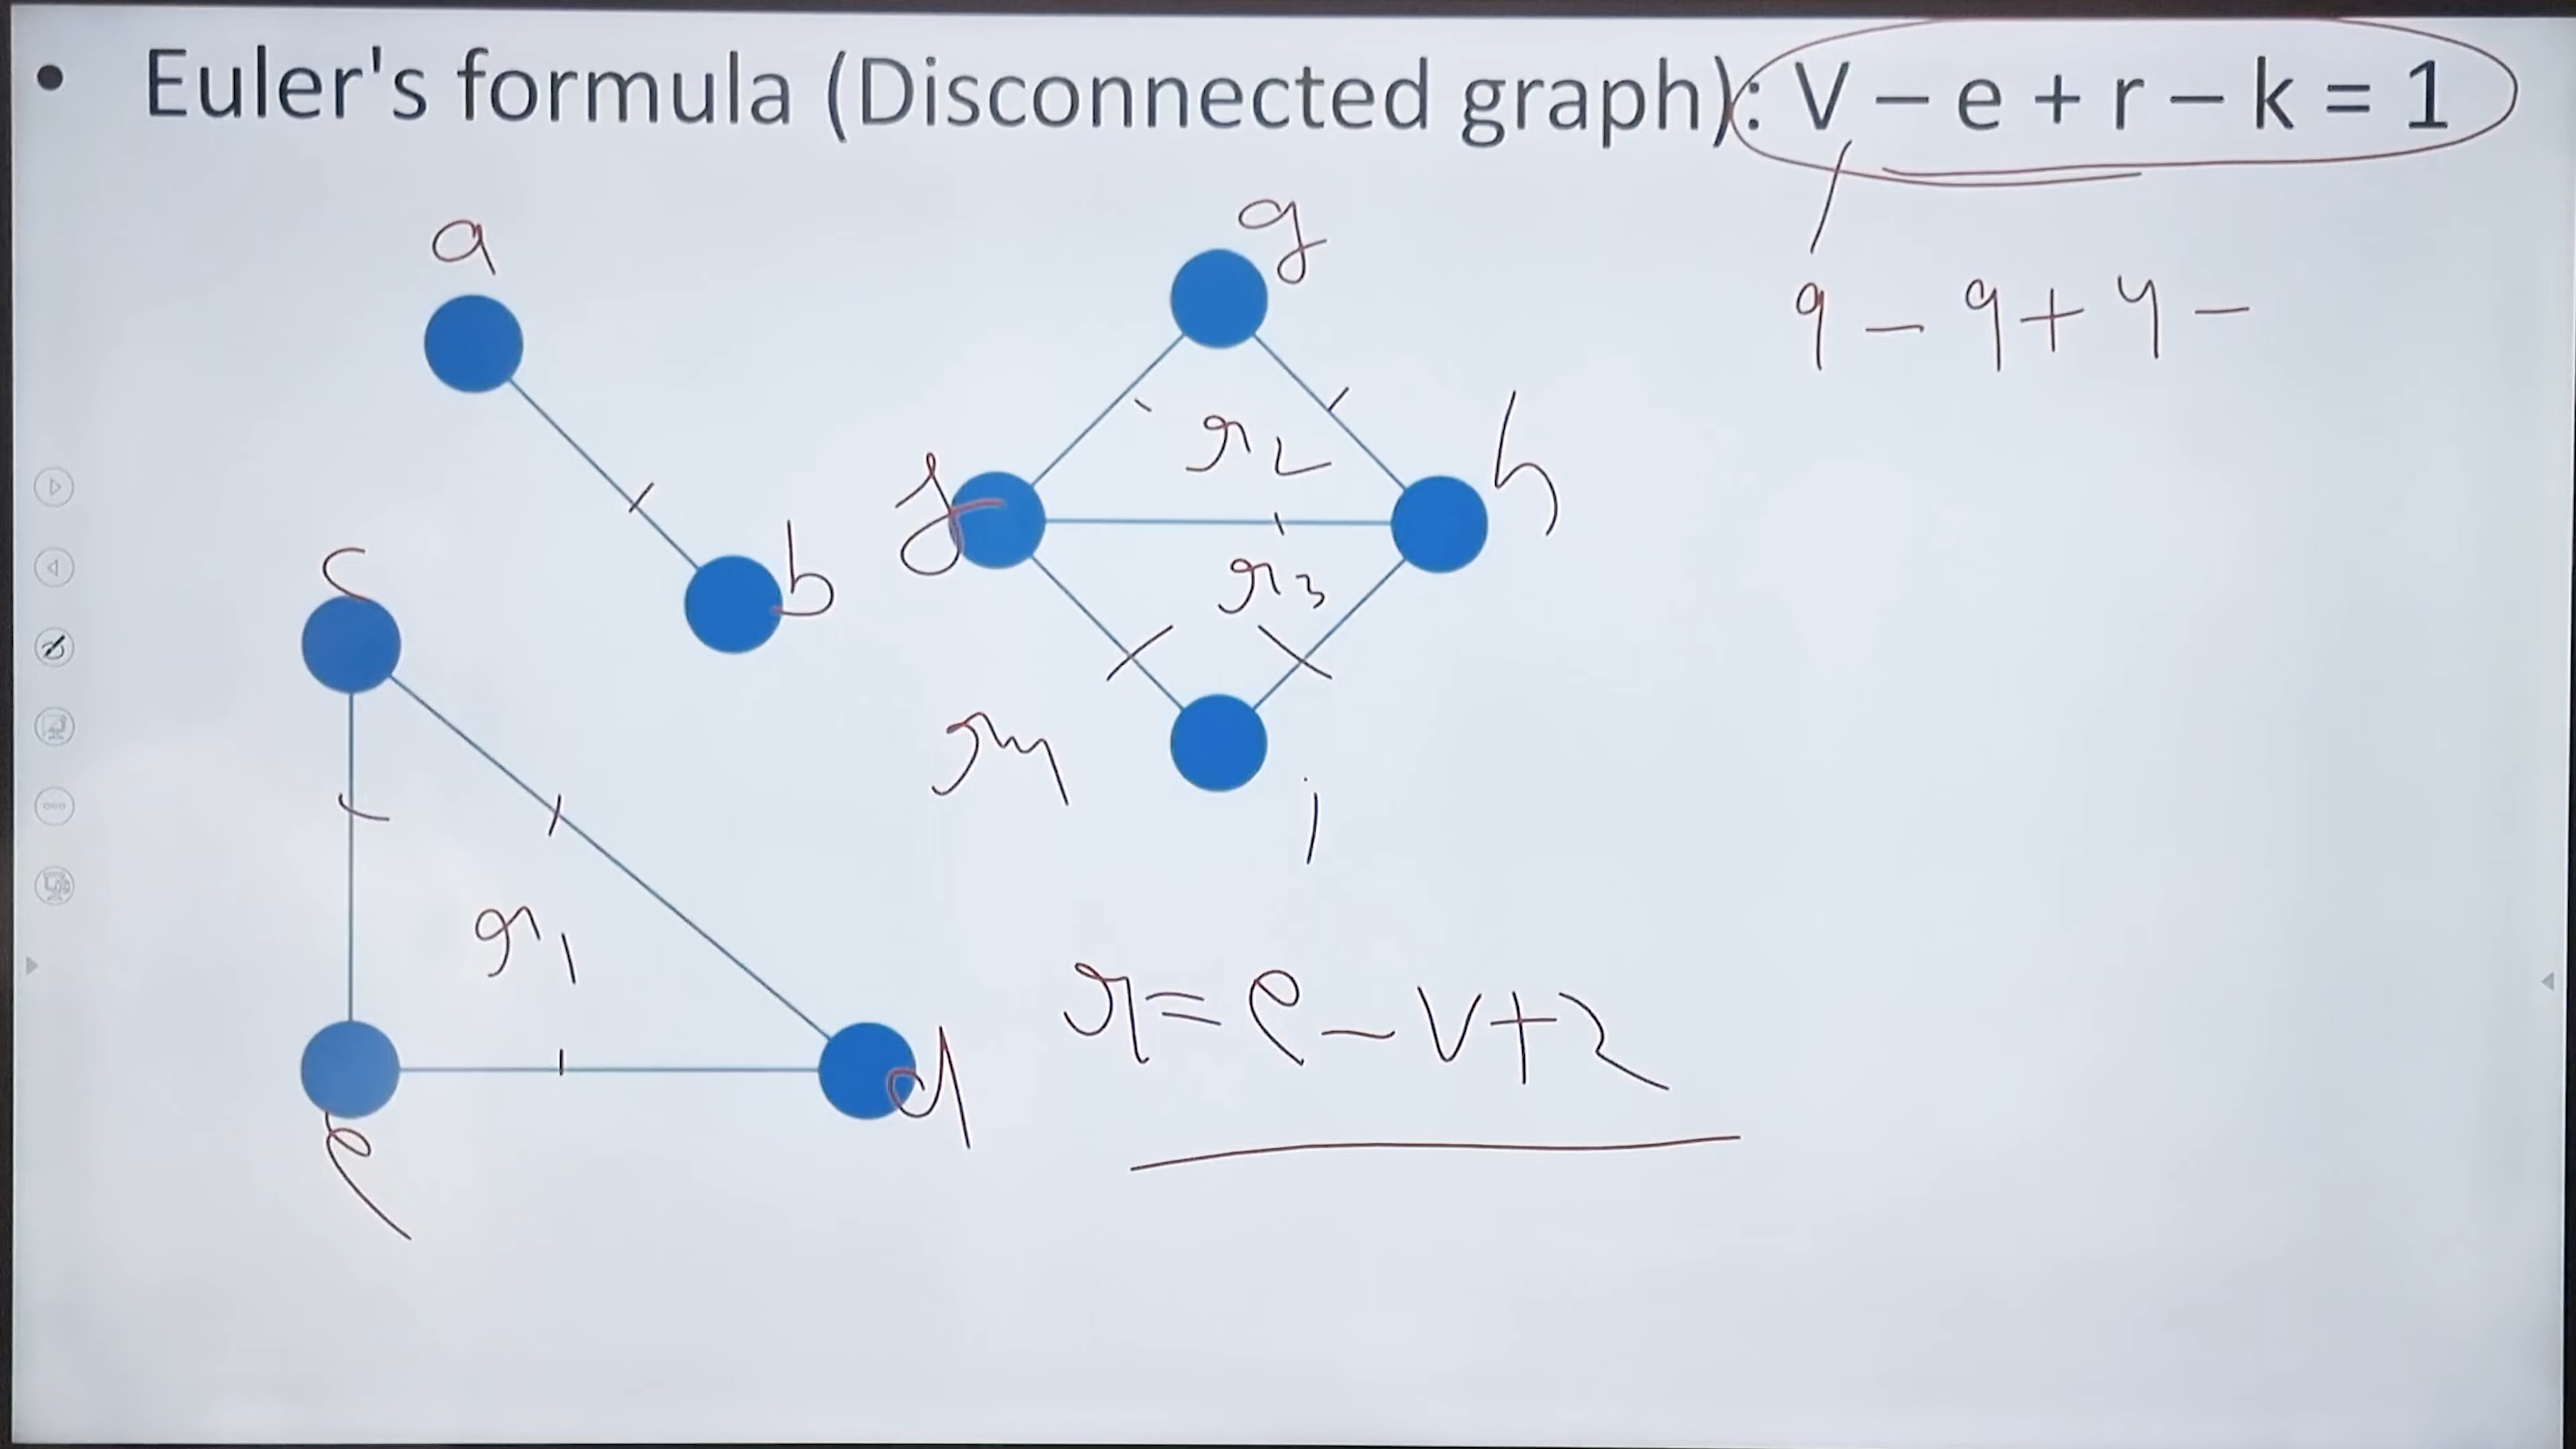 • Euler's formula (Disconnected graph): V – e + r – k = 1
a
g
9 – 9 + 4 –
r2
h
f
b
c
r3
r4
i
r1
r = e – v + 2
d
e